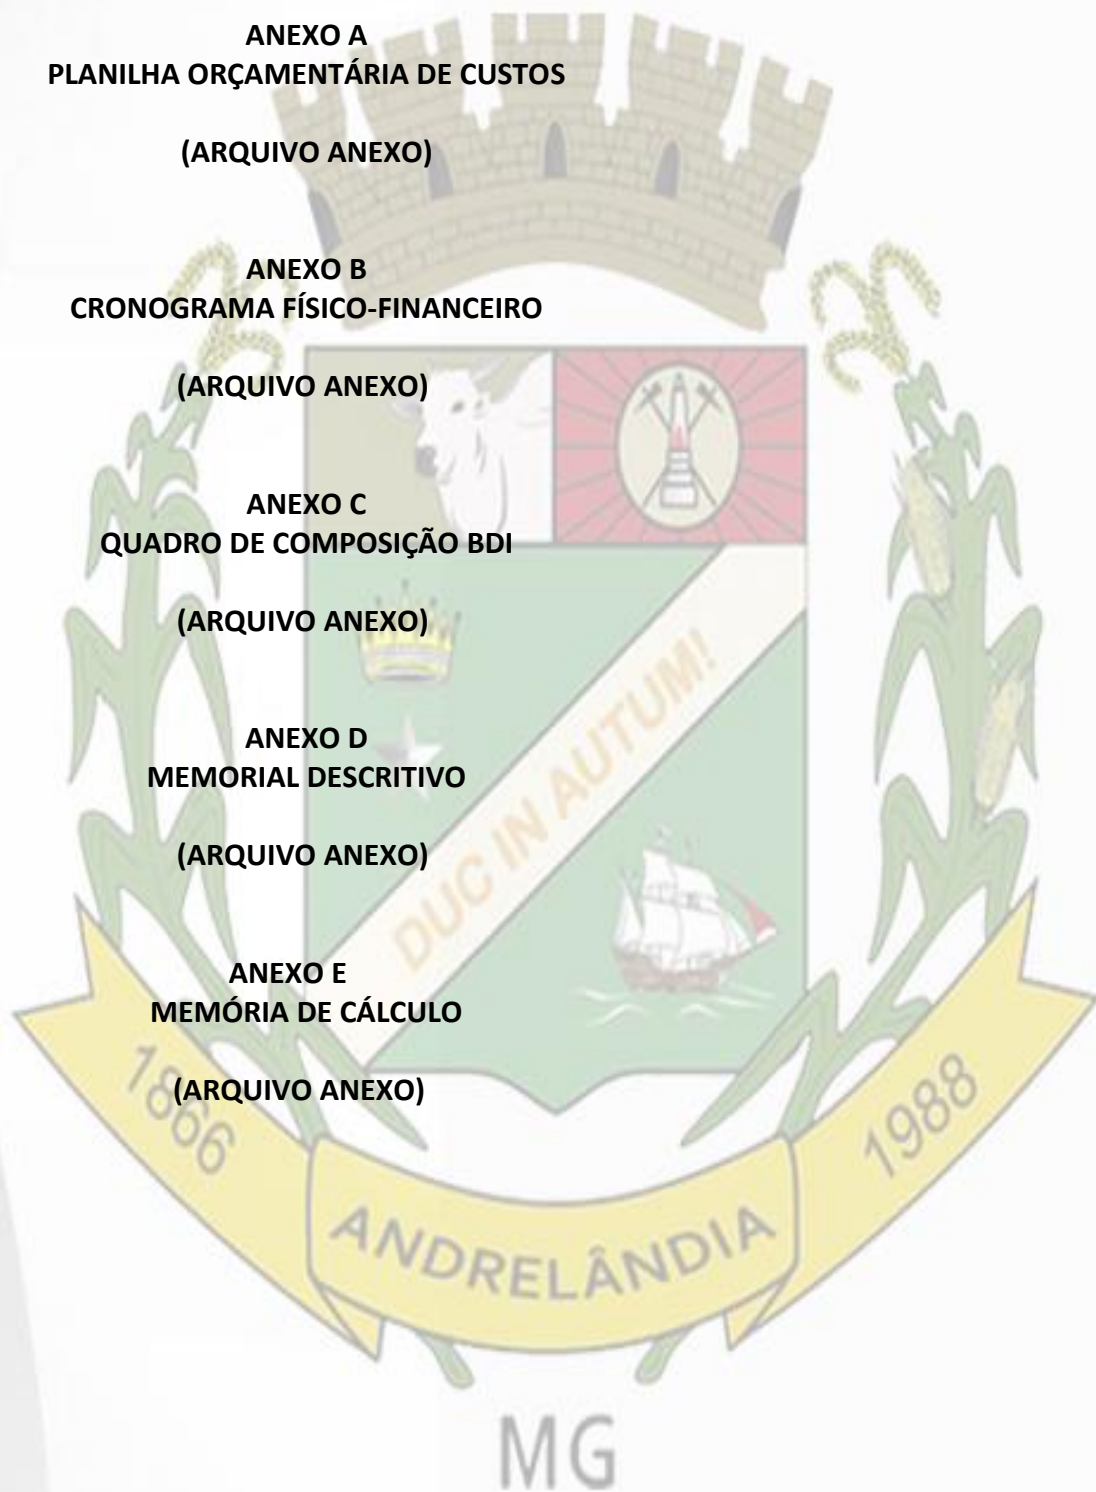 ANEXO A
PLANILHA ORÇAMENTÁRIA DE CUSTOS
(ARQUIVO ANEXO)
ANEXO B
CRONOGRAMA FÍSICO-FINANCEIRO
(ARQUIVO ANEXO)
ANEXO C
QUADRO DE COMPOSIÇÃO BDI
(ARQUIVO ANEXO)
ANEXO D
MEMORIAL DESCRITIVO
(ARQUIVO ANEXO)
ANEXO E
MEMÓRIA DE CÁLCULO
(ARQUIVO ANEXO)
DUC IN AUTUM!
1866
ANDRELÂNDIA
1988
MG